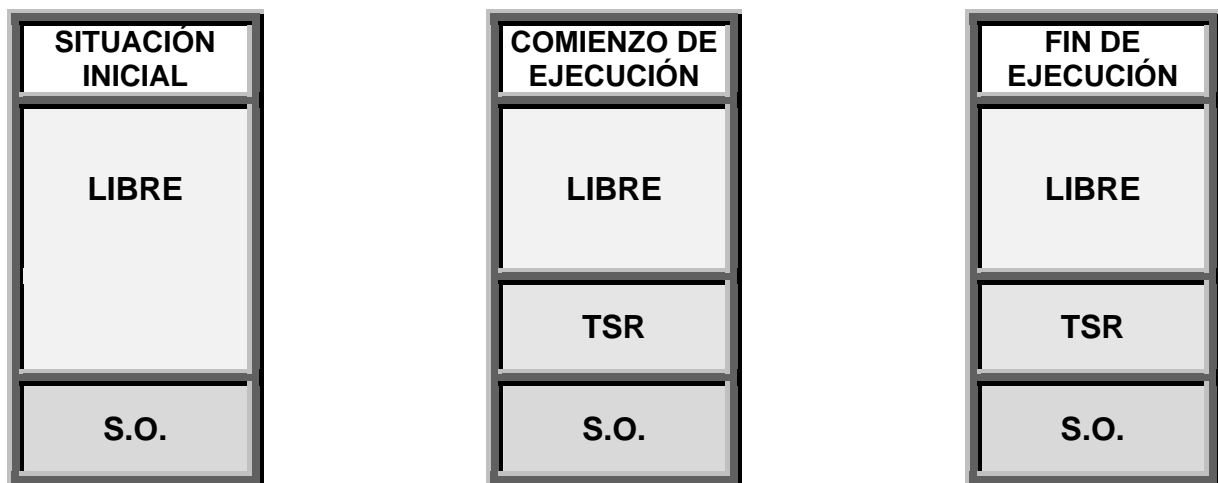 SITUACIÓN
INICIAL
LIBRE
S.O.
COMIENZO DE
EJECUCIÓN
LIBRE
TSR
S.O.
FIN DE
EJECUCIÓN
LIBRE
TSR
S.O.